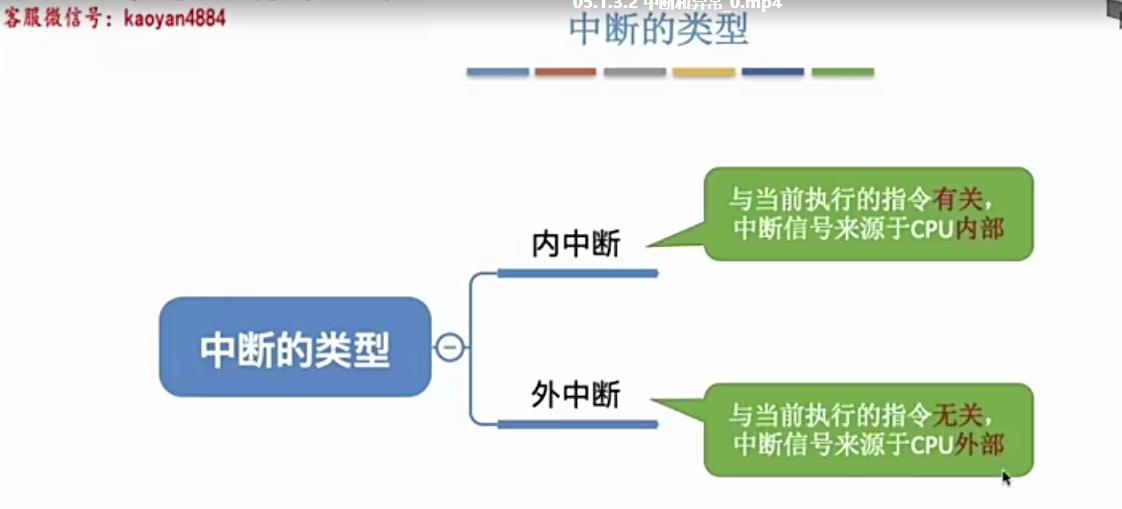 客服微信号：kaoyan4884
05.1.3.2 中断和异常_0.mp4
中断的类型
与当前执行的指令有关，
中断信号来源于CPU内部
内中断
中断的类型
外中断
与当前执行的指令无关，
中断信号来源于CPU外部